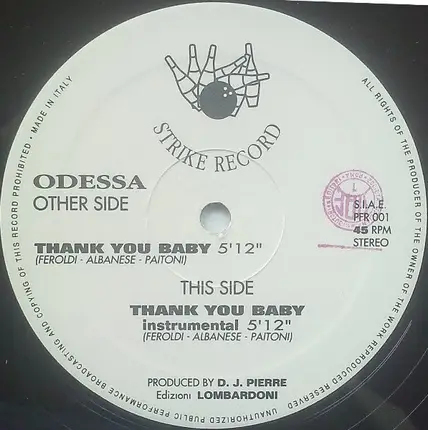 STRIKE RECORD
ODESSA
OTHER SIDE
S.I.A.E.
PFR 001
45 RPM
STEREO
THANK YOU BABY 5'12"
(FEROLDI - ALBANESE - PAITONI)
THIS SIDE
THANK YOU BABY
instrumental 5'12"
(FEROLDI - ALBANESE - PAITONI)
PRODUCED BY D. J. PIERRE
Edizioni LOMBARDONI
ALL RIGHTS OF THE PRODUCER OF THE OWNER OF THE WORK REPRODUCED RESERVED
UNAUTHORIZED PUBLIC PERFORMANCE BROADCASTING AND COPYING OF THIS RECORD PROHIBITED • MADE IN ITALY